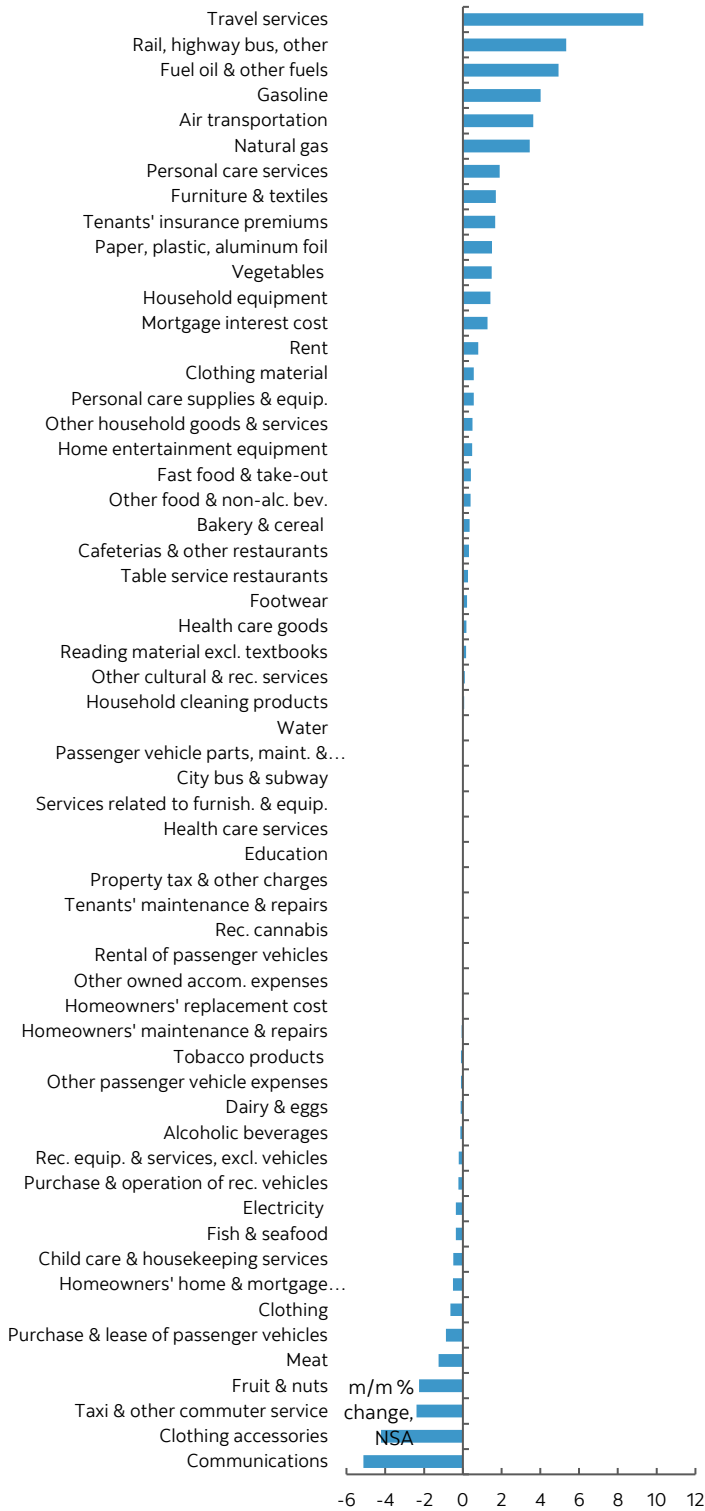 Travel services
Rail, highway bus, other
Fuel oil & other fuels
Gasoline
Air transportation
Natural gas
Personal care services
Furniture & textiles
Tenants' insurance premiums
Paper, plastic, aluminum foil
Vegetables
Household equipment
Mortgage interest cost
Rent
Clothing material
Personal care supplies & equip.
Other household goods & services
Home entertainment equipment
Fast food & take-out
Other food & non-alc. bev.
Bakery & cereal
Cafeterias & other restaurants
Table service restaurants
Footwear
Health care goods
Reading material excl. textbooks
Other cultural & rec. services
Household cleaning products
Water
Passenger vehicle parts, maint. &...
City bus & subway
Services related to furnish. & equip.
Health care services
Education
Property tax & other charges
Tenants' maintenance & repairs
Rec. cannabis
Rental of passenger vehicles
Other owned accom. expenses
Homeowners' replacement cost
Homeowners' maintenance & repairs
Tobacco products
Other passenger vehicle expenses
Dairy & eggs
Alcoholic beverages
Rec. equip. & services, excl. vehicles
Purchase & operation of rec. vehicles
Electricity
Fish & seafood
Child care & housekeeping services
Homeowners' home & mortgage...
Clothing
Purchase & lease of passenger vehicles
Meat
Fruit & nuts
Taxi & other commuter service
Clothing accessories
Communications
m/m %
change,
NSA
-6 -4 -2 0 2 4 6 8 10 12